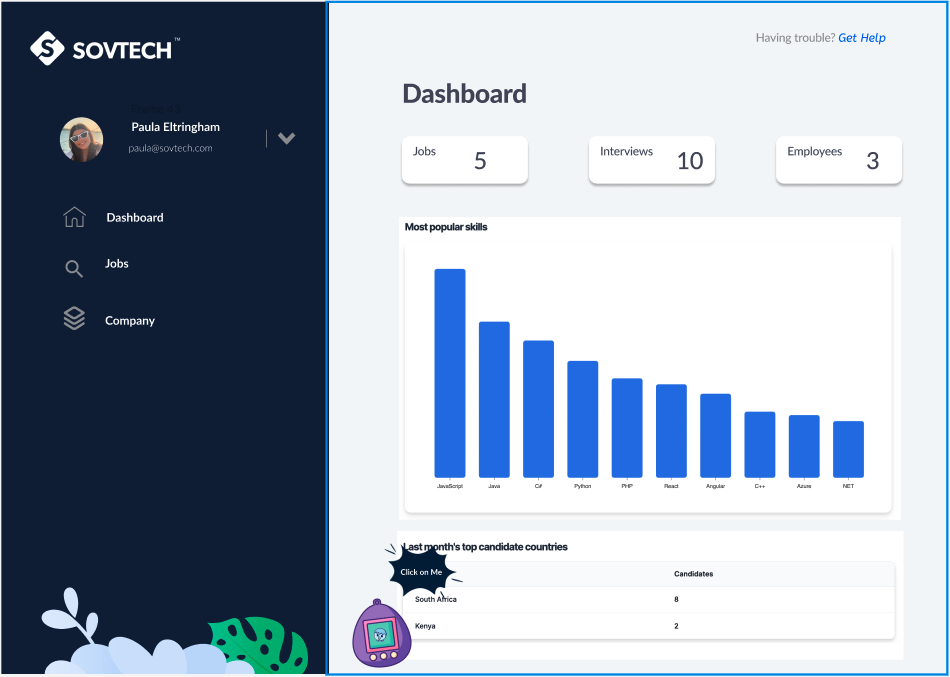 SOVTECH™
Having trouble? Get Help
Paula Eltringham
paula@sovtech.com
Dashboard
Jobs
Company
Dashboard
Jobs 5
Interviews 10
Employees 3
Most popular skills
JavaScript Java C# Python PHP React Angular C++ Azure NET
Last month's top candidate countries
Click on Me
Candidates
South Africa 8
Kenya 2